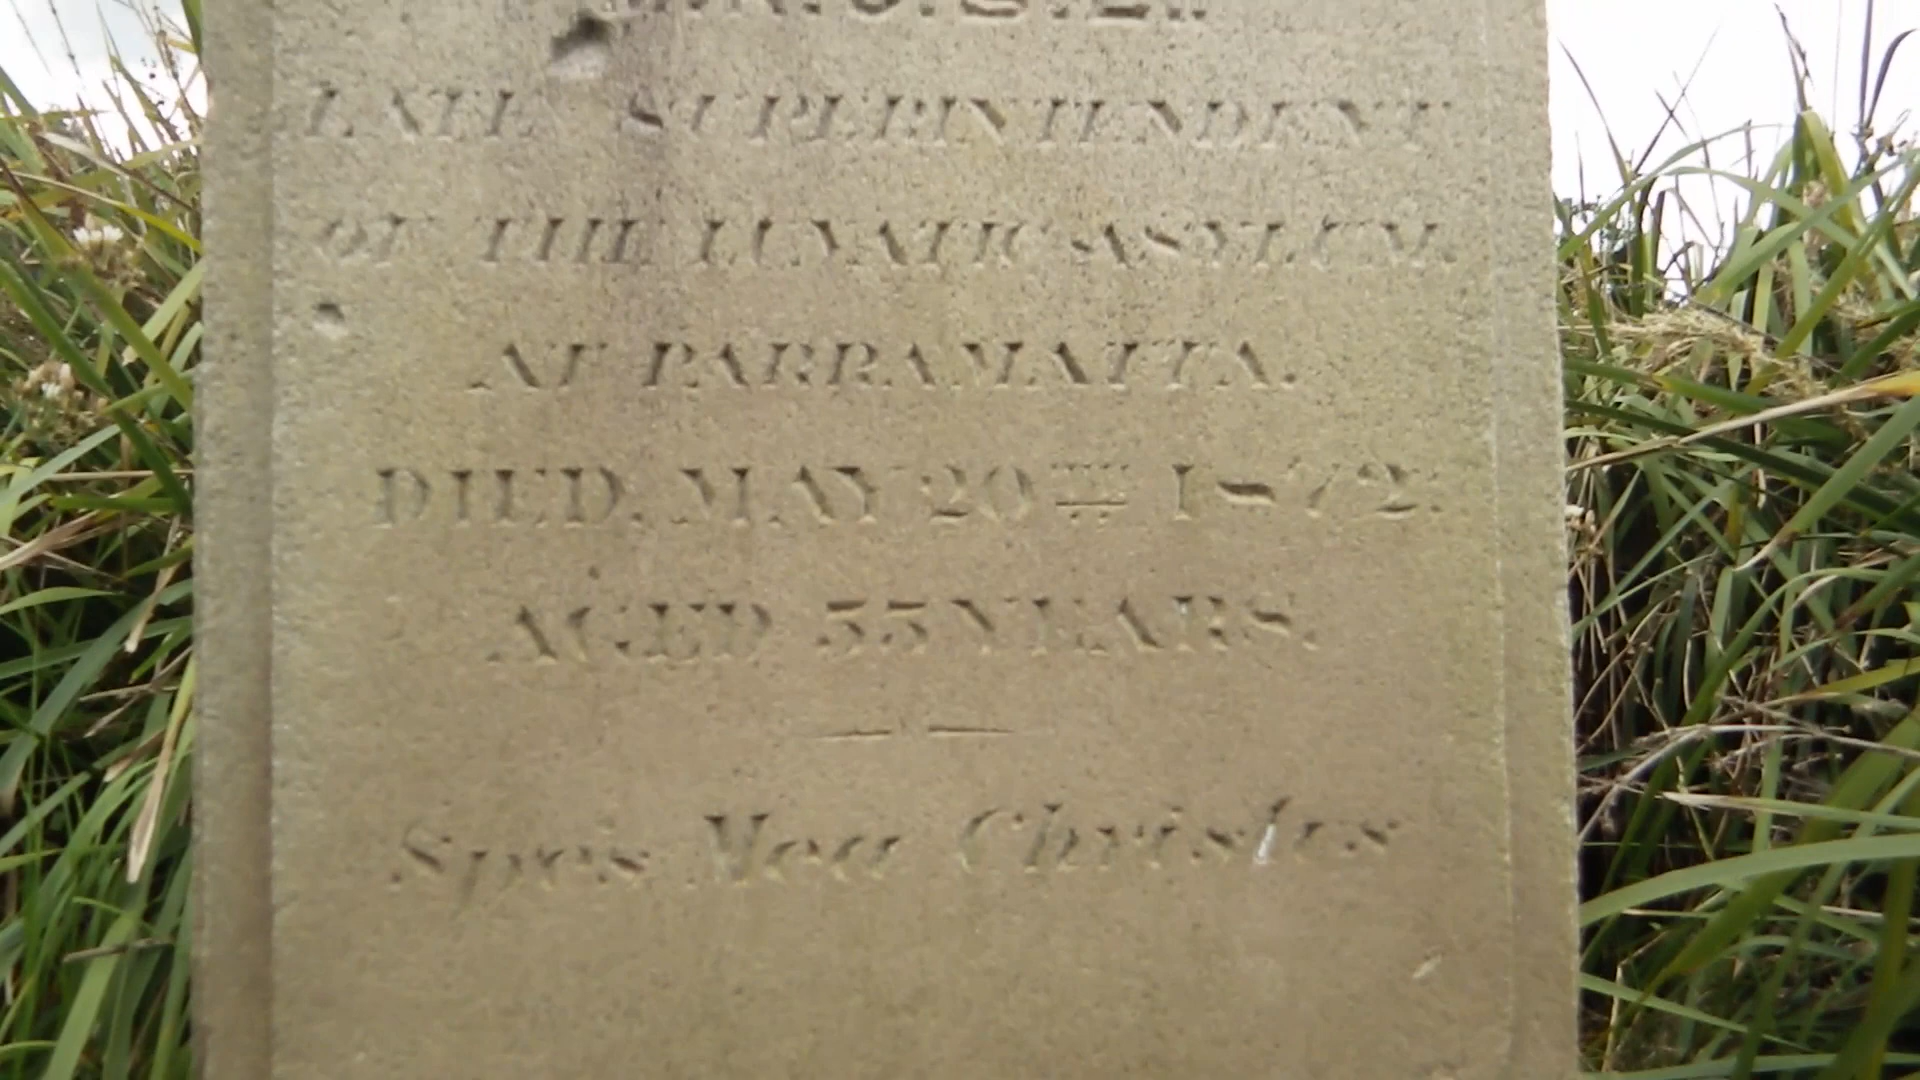 M.R.C.S.E.
LATE SUPERINTENDENT
OF THE LUNATIC ASYLUM.
AT PARRAMATTA.
DIED, MAY 20TH 1872.
AGED 55 YEARS.
Spes Mea Christus